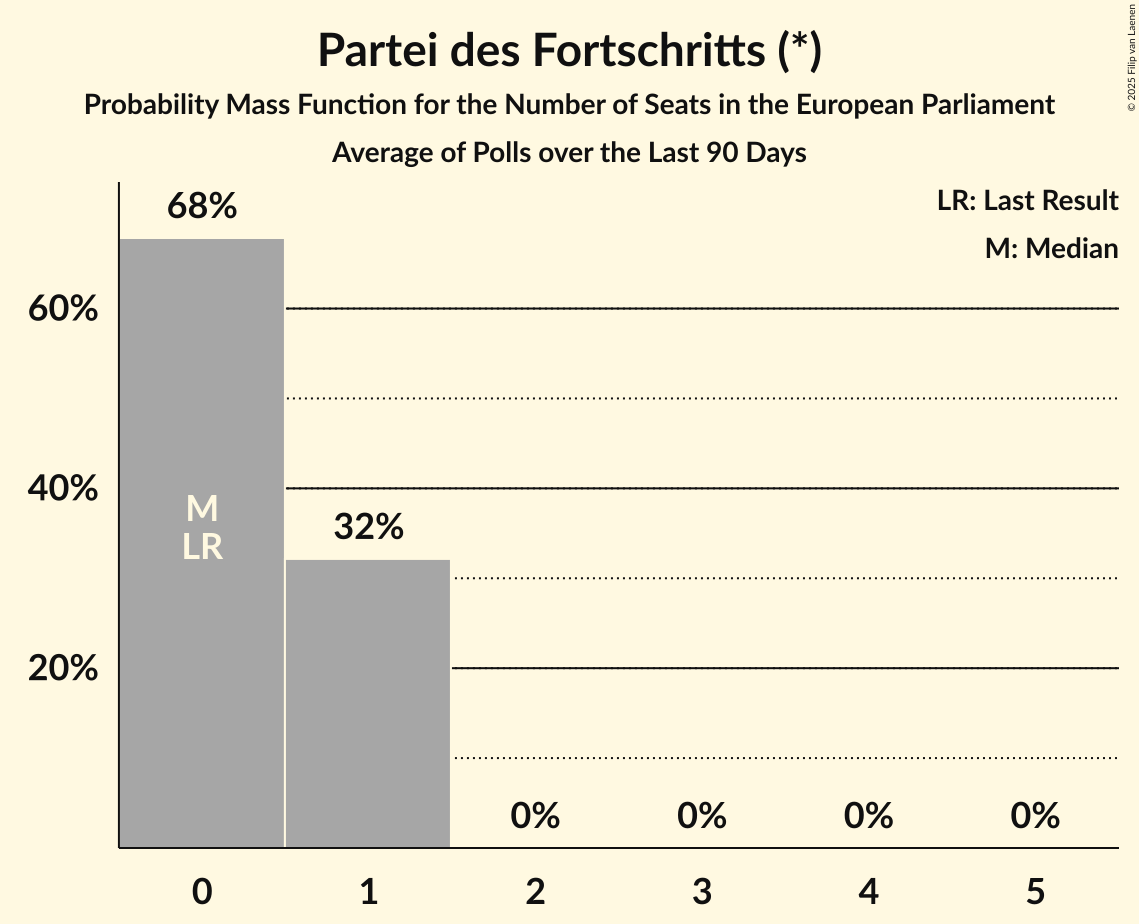 Partei des Fortschritts (*)
Probability Mass Function for the Number of Seats in the European Parliament
Average of Polls over the Last 90 Days
© 2025 Filip van Laenen
LR: Last Result
M: Median
68%
60%
40%
20%
M
LR
32%
0%
0%
0%
0%
0
1
2
3
4
5